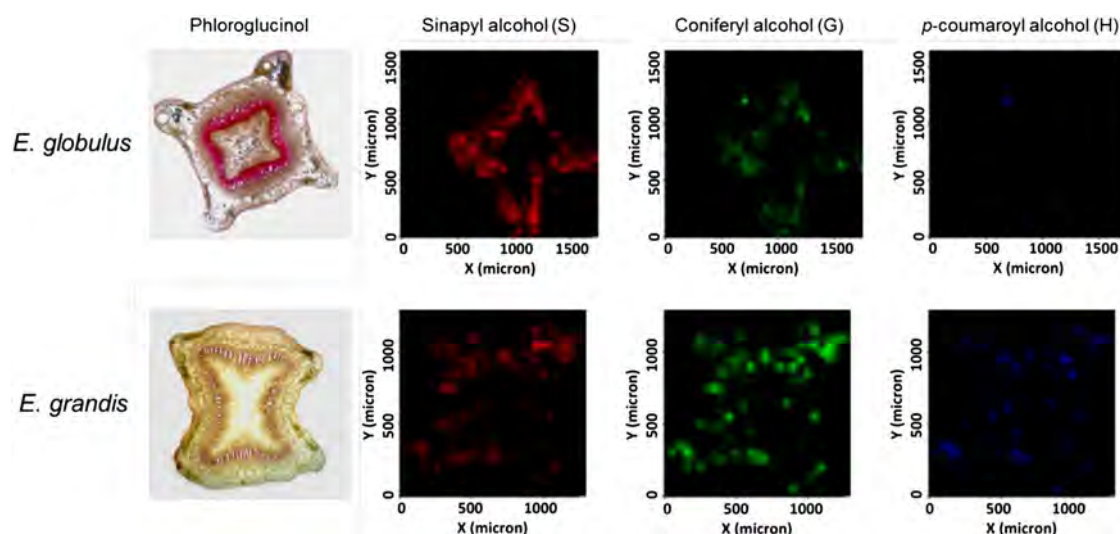 Phloroglucinol Sinapyl alcohol (S) Coniferyl alcohol (G) p-coumaroyl alcohol (H)
E. globulus
Y (micron) 0 500 1000 1500
0 500 1000 1500
X (micron)
Y (micron) 0 500 1000 1500
0 500 1000 1500
X (micron)
Y (micron) 0 500 1000 1500
0 500 1000 1500
X (micron)
E. grandis
Y (micron) 0 500 1000
0 500 1000
X (micron)
Y (micron) 0 500 1000
0 500 1000
X (micron)
Y (micron) 0 500 1000
0 500 1000
X (micron)